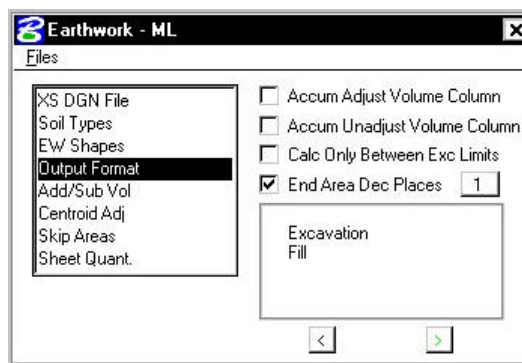 Earthwork - ML
Files
XS DGN File
Soil Types
EW Shapes
Output Format
Add/Sub Vol
Centroid Adj
Skip Areas
Sheet Quant.
Accum Adjust Volume Column
Accum Unadjust Volume Column
Calc Only Between Exc Limits
End Area Dec Places 1
Excavation
Fill
< >